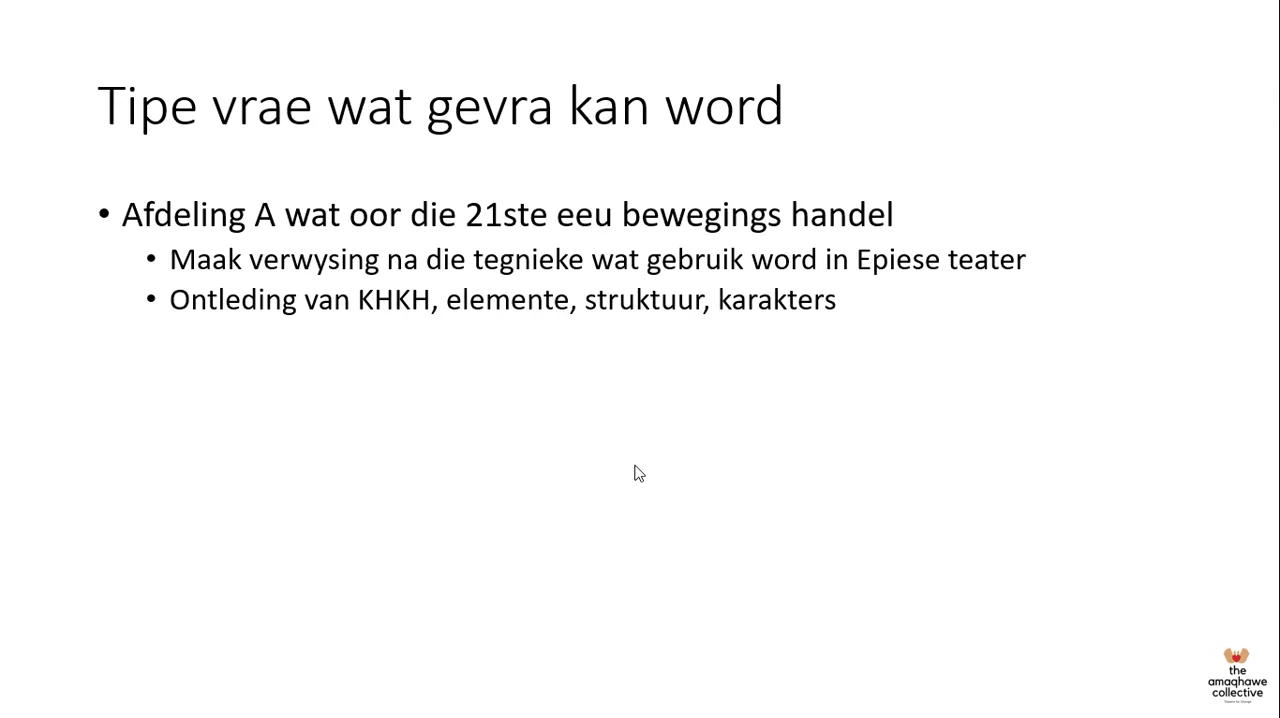 Tipe vrae wat gevra kan word
• Afdeling A wat oor die 21ste eeu bewegings handel
• Maak verwysing na die tegnieke wat gebruik word in Epiese teater
• Ontleding van KHKH, elemente, struktuur, karakters
the
amaqhawe
collective